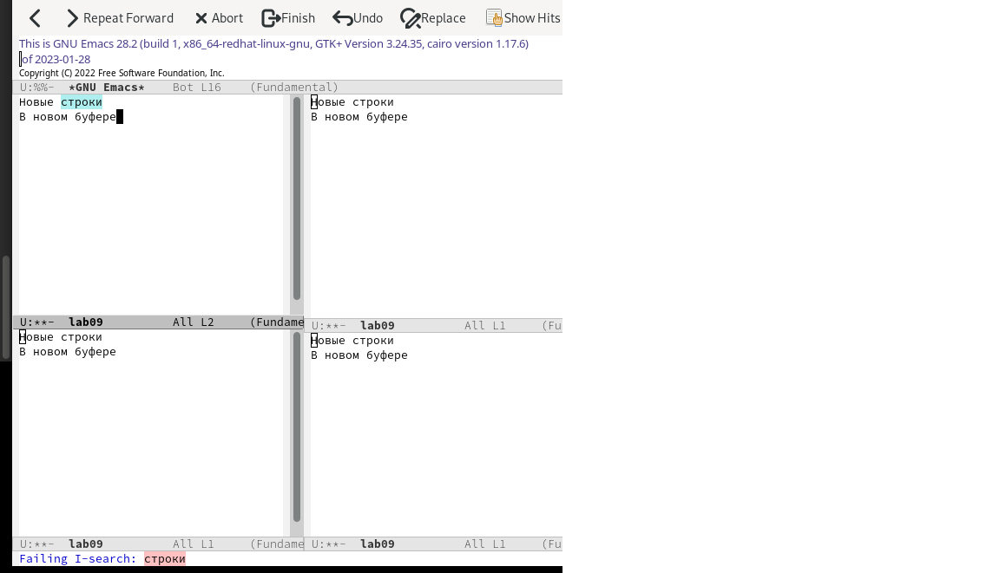 Repeat Forward Abort Finish Undo Replace Show Hits
This is GNU Emacs 28.2 (build 1, x86_64-redhat-linux-gnu, GTK+ Version 3.24.35, cairo version 1.17.6)
of 2023-01-28
Copyright (C) 2022 Free Software Foundation, Inc.
U:%%- *GNU Emacs* Bot L16 (Fundamental)
Новые строки
В новом буфере
U:**- lab09 All L2 (Fundame
Новые строки
В новом буфере
U:**- lab09 All L1 (Fu
Новые строки
В новом буфере
U:**- lab09 All L1 (Fundame
Новые строки
В новом буфере
U:**- lab09 All L1 (Fu
Failing I-search: строки